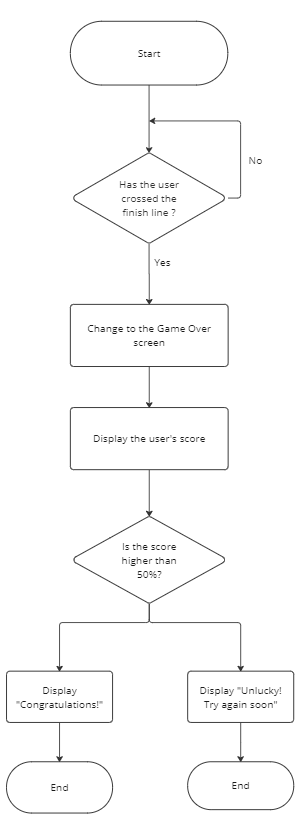 Start
No
Has the user
crossed the
finish line ?
Yes
Change to the Game Over
screen
Display the user's score
Is the score
higher than
50%?
Display
"Congratulations!"
Display "Unlucky!
Try again soon"
End
End